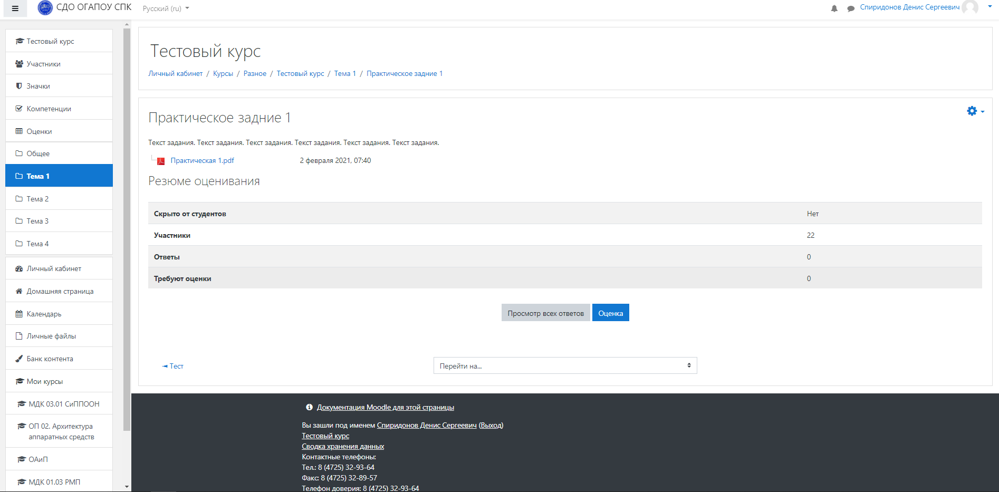 СДО ОГАПОУ СПК
Русский (ru)
Спиридонов Денис Сергеевич
Тестовый курс
Участники
Значки
Компетенции
Оценки
Общее
Тема 1
Тема 2
Тема 3
Тема 4
Личный кабинет
Домашняя страница
Календарь
Личные файлы
Банк контента
Мои курсы
МДК 03.01 СиППООН
ОП 02. Архитектура
аппаратных средств
ОАиП
МДК 01.03 РМП
Тестовый курс
Личный кабинет / Курсы / Разное / Тестовый курс / Тема 1 / Практическое задние 1
Практическое задние 1
Текст задания. Текст задания. Текст задания. Текст задания. Текст задания. Текст задания.
Практическая 1.pdf 2 февраля 2021, 07:40
Резюме оценивания
Скрыто от студентов Нет
Участники 22
Ответы 0
Требуют оценки 0
Просмотр всех ответов Оценка
◄ Тест Перейти на...
Документация Moodle для этой страницы
Вы зашли под именем Спиридонов Денис Сергеевич (Выход)
Тестовый курс
Сводка хранения данных
Контактные телефоны:
Тел.: 8 (4725) 32-93-64
Факс: 8 (4725) 32-89-57
Телефон доверия: 8 (4725) 32-93-64